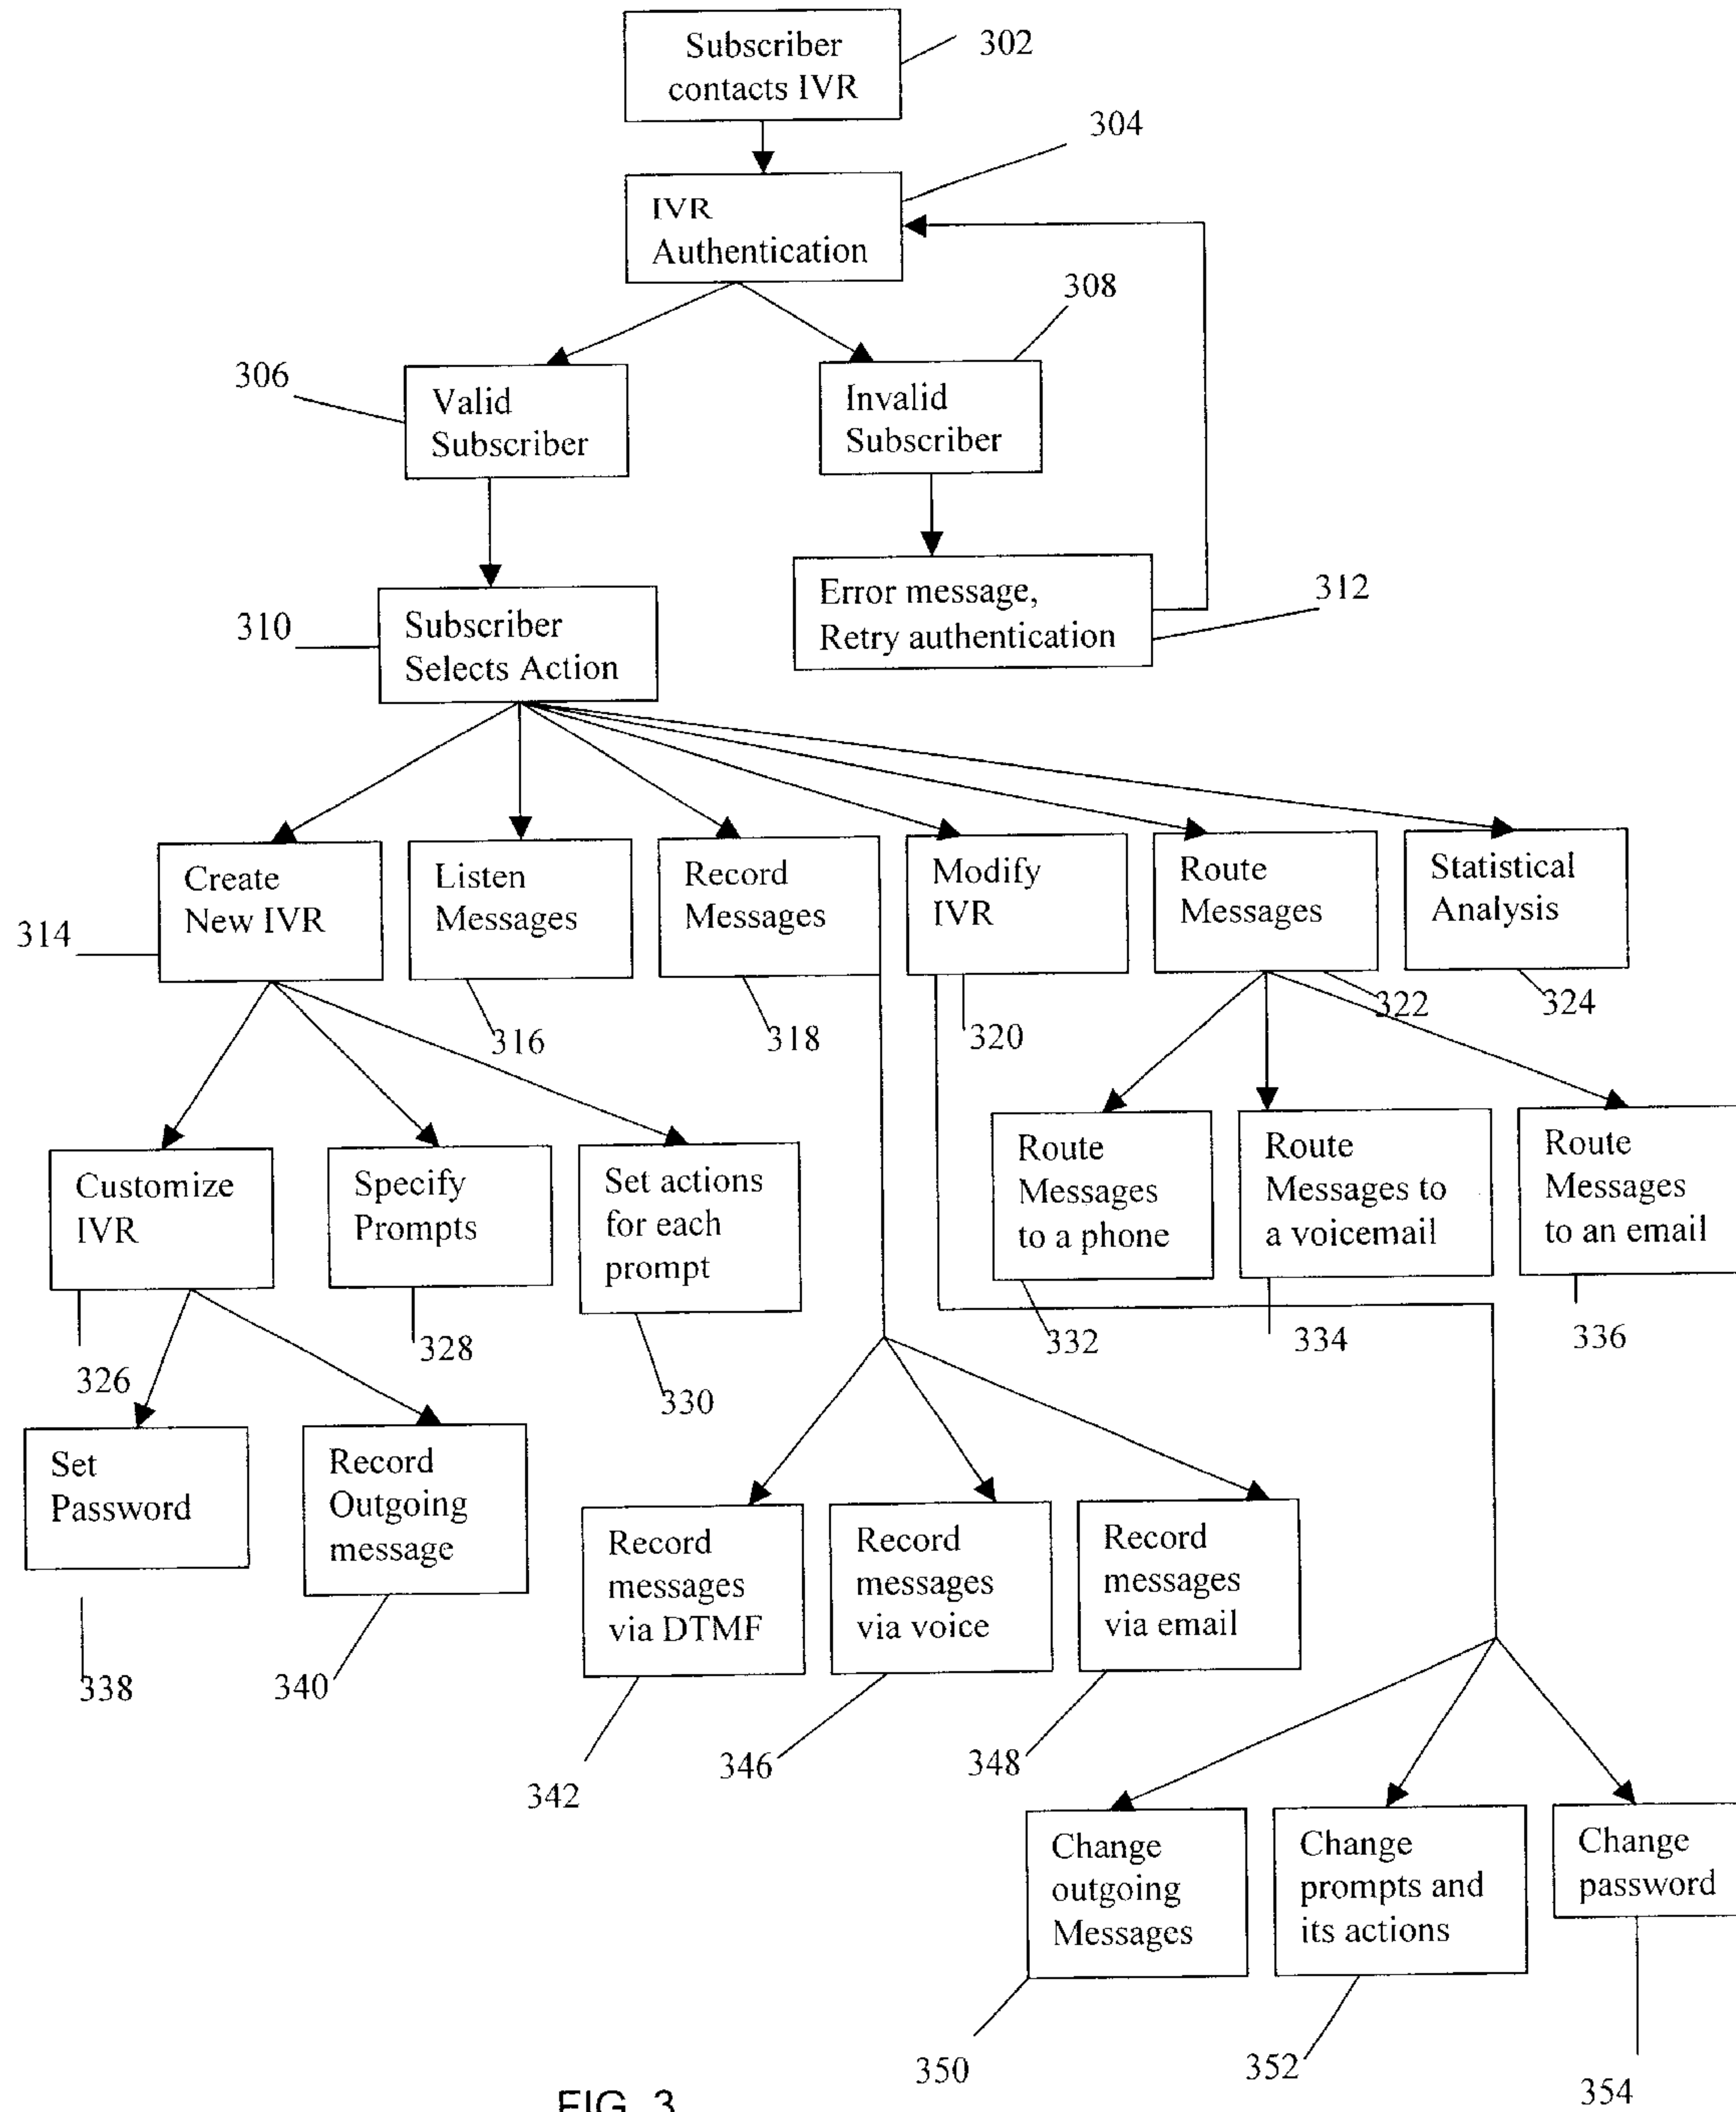 Subscriber
contacts IVR
302
304
IVR
Authentication
308
306
Valid
Subscriber
Invalid
Subscriber
310
Subscriber
Selects Action
Error message,
Retry authentication
312
Create
New IVR
Listen
Messages
Record
Messages
Modify
IVR
Route
Messages
Statistical
Analysis
314
316
318
320
322
324
Customize
IVR
Specify
Prompts
Set actions
for each
prompt
Route
Messages
to a phone
Route
Messages to
a voicemail
Route
Messages
to an email
326
328
330
332
334
336
Set
Password
Record
Outgoing
message
Record
messages
via DTMF
Record
messages
via voice
Record
messages
via email
338
340
342
346
348
Change
outgoing
Messages
Change
prompts and
its actions
Change
password
350
352
354
FIG. 3